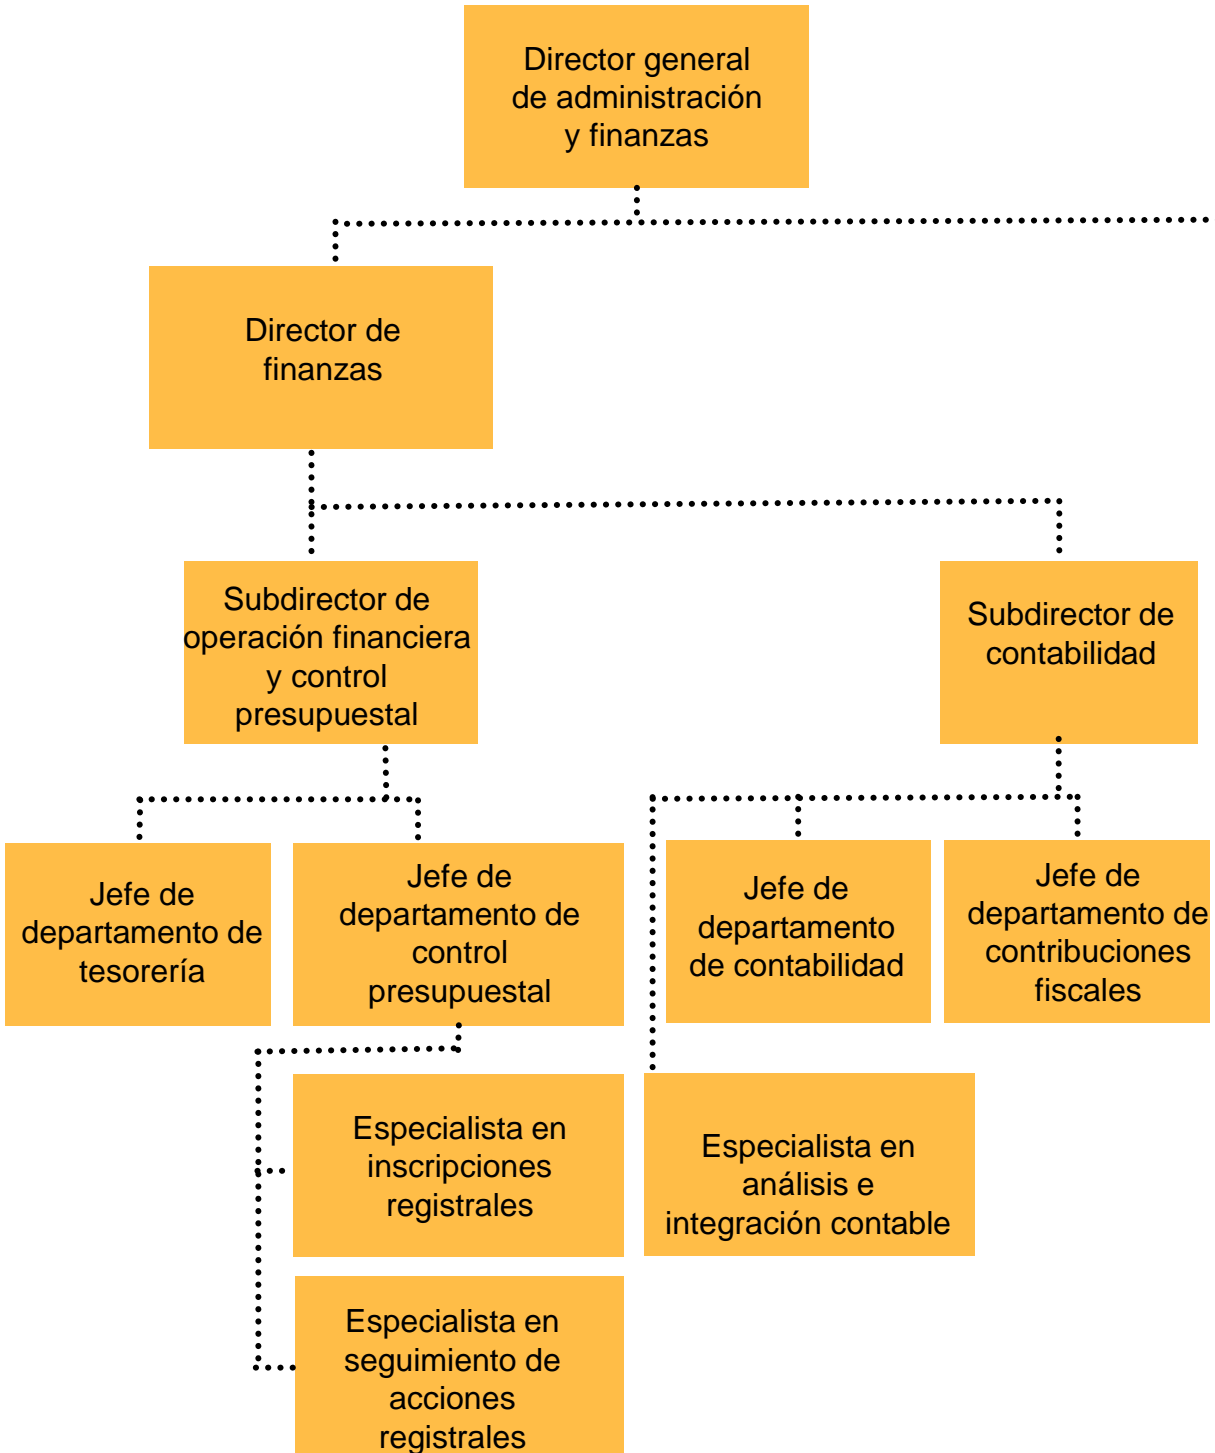 Director general
de administración
y finanzas
Director de
finanzas
Subdirector de
operación financiera
y control
presupuestal
Subdirector de
contabilidad
Jefe de
departamento de
tesorería
Jefe de
departamento de
control
presupuestal
Jefe de
departamento
de contabilidad
Jefe de
departamento de
contribuciones
fiscales
Especialista en
inscripciones
registrales
Especialista en
análisis e
integración contable
Especialista en
seguimiento de
acciones
registrales